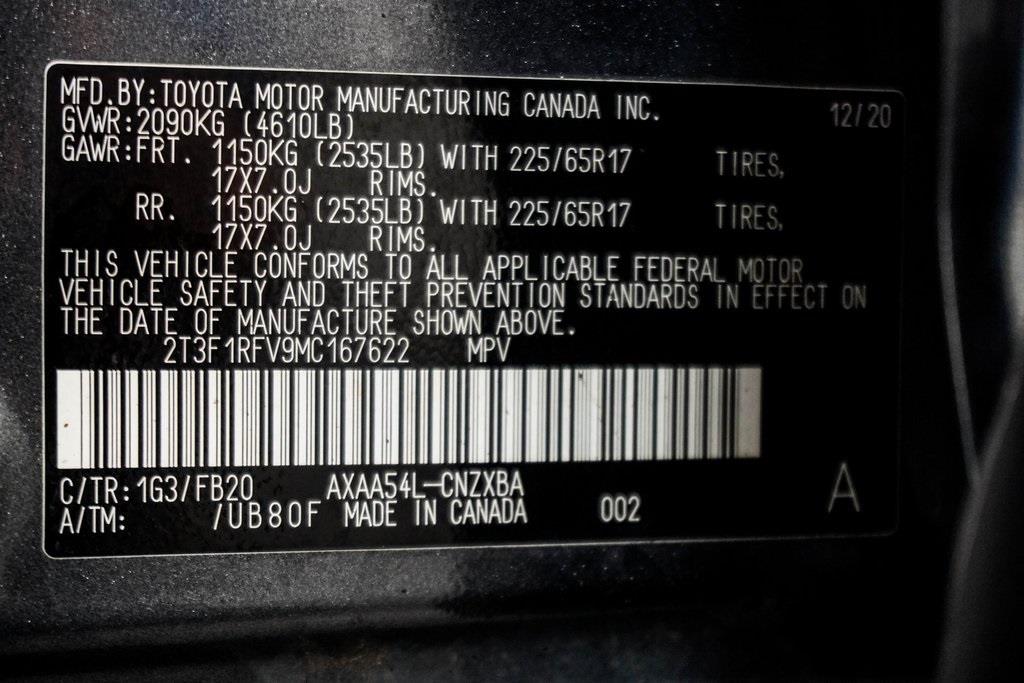 MFD.BY:TOYOTA MOTOR MANUFACTURING CANADA INC. 12/20
GVWR:2090KG (4610LB)
GAWR:FRT. 1150KG (2535LB) WITH 225/65R17 TIRES,
17X7.0J RIMS.
RR. 1150KG (2535LB) WITH 225/65R17 TIRES,
17X7.0J RIMS.
THIS VEHICLE CONFORMS TO ALL APPLICABLE FEDERAL MOTOR
VEHICLE SAFETY AND THEFT PREVENTION STANDARDS IN EFFECT ON
THE DATE OF MANUFACTURE SHOWN ABOVE.
2T3F1RFV9MC167622 MPV
C/TR:1G3/FB20 AXAA54L-CNZXBA
A/TM: /UB80F MADE IN CANADA 002 A